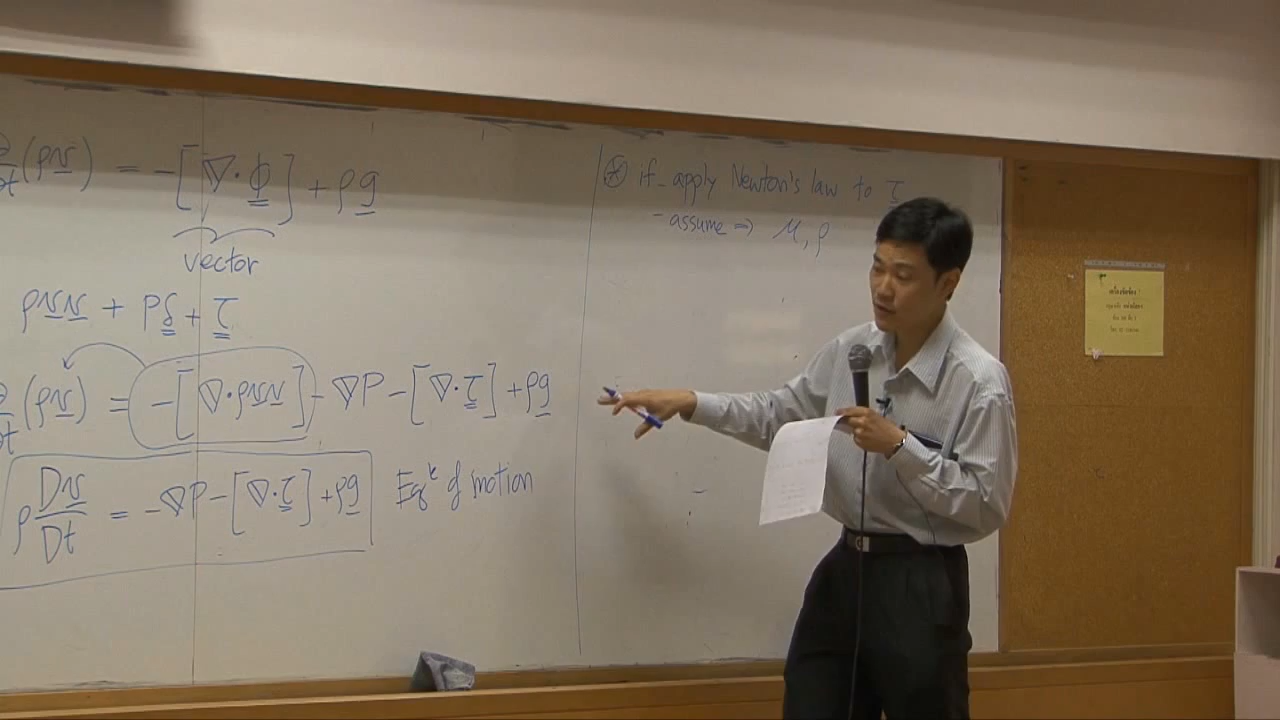 ∂/∂t (ρv) = -[∇·Φ] + ρg
vector
ρvv + Pδ + τ
∂/∂t (ρv) = -[∇·ρvv] - ∇P - [∇·τ] + ρg
ρ Dv/Dt = -∇P - [∇·τ] + ρg Eqⁿ of motion
⊛ if apply Newton's law to τ
- assume ⇒ μ, ρ